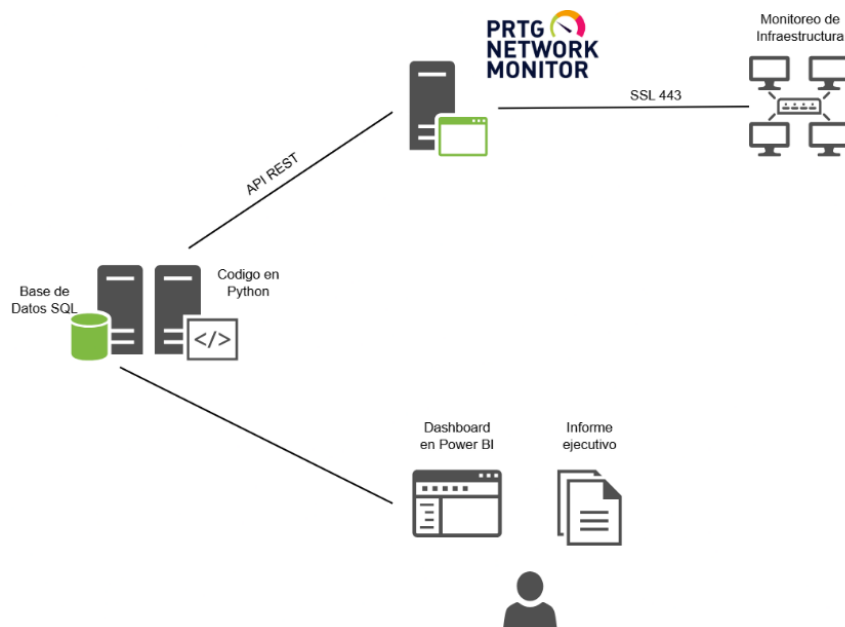 PRTG
NETWORK
MONITOR
Monitoreo de
Infraestructura
SSL 443
API REST
Base de
Datos SQL
Codigo en
Python
</>
Dashboard
en Power BI
Informe
ejecutivo